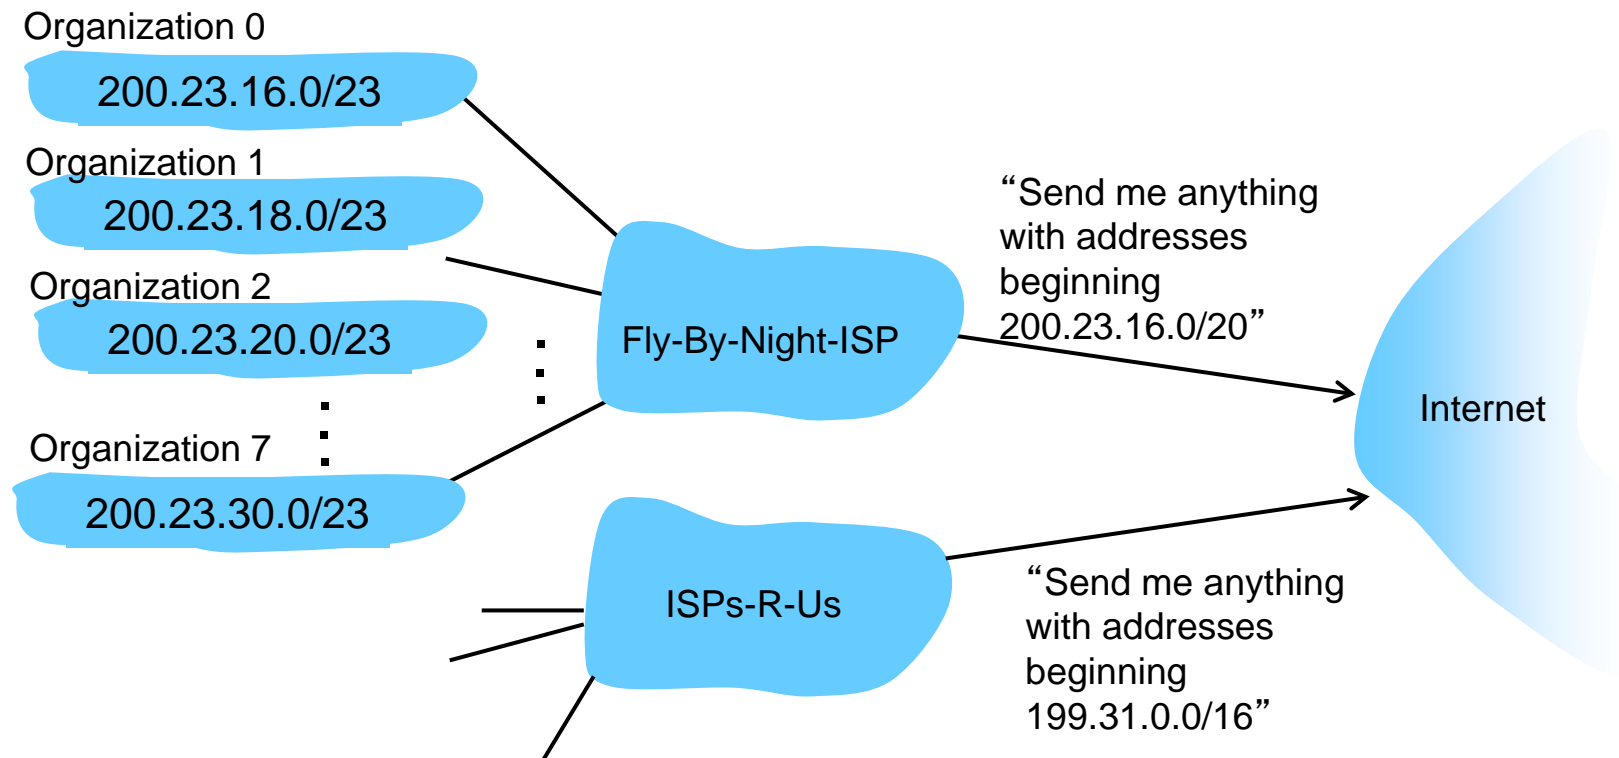 Organization 0
200.23.16.0/23
Organization 1
200.23.18.0/23
Organization 2
200.23.20.0/23
Organization 7
200.23.30.0/23
Fly-By-Night-ISP
“Send me anything
with addresses
beginning
200.23.16.0/20”
Internet
ISPs-R-Us
“Send me anything
with addresses
beginning
199.31.0.0/16”